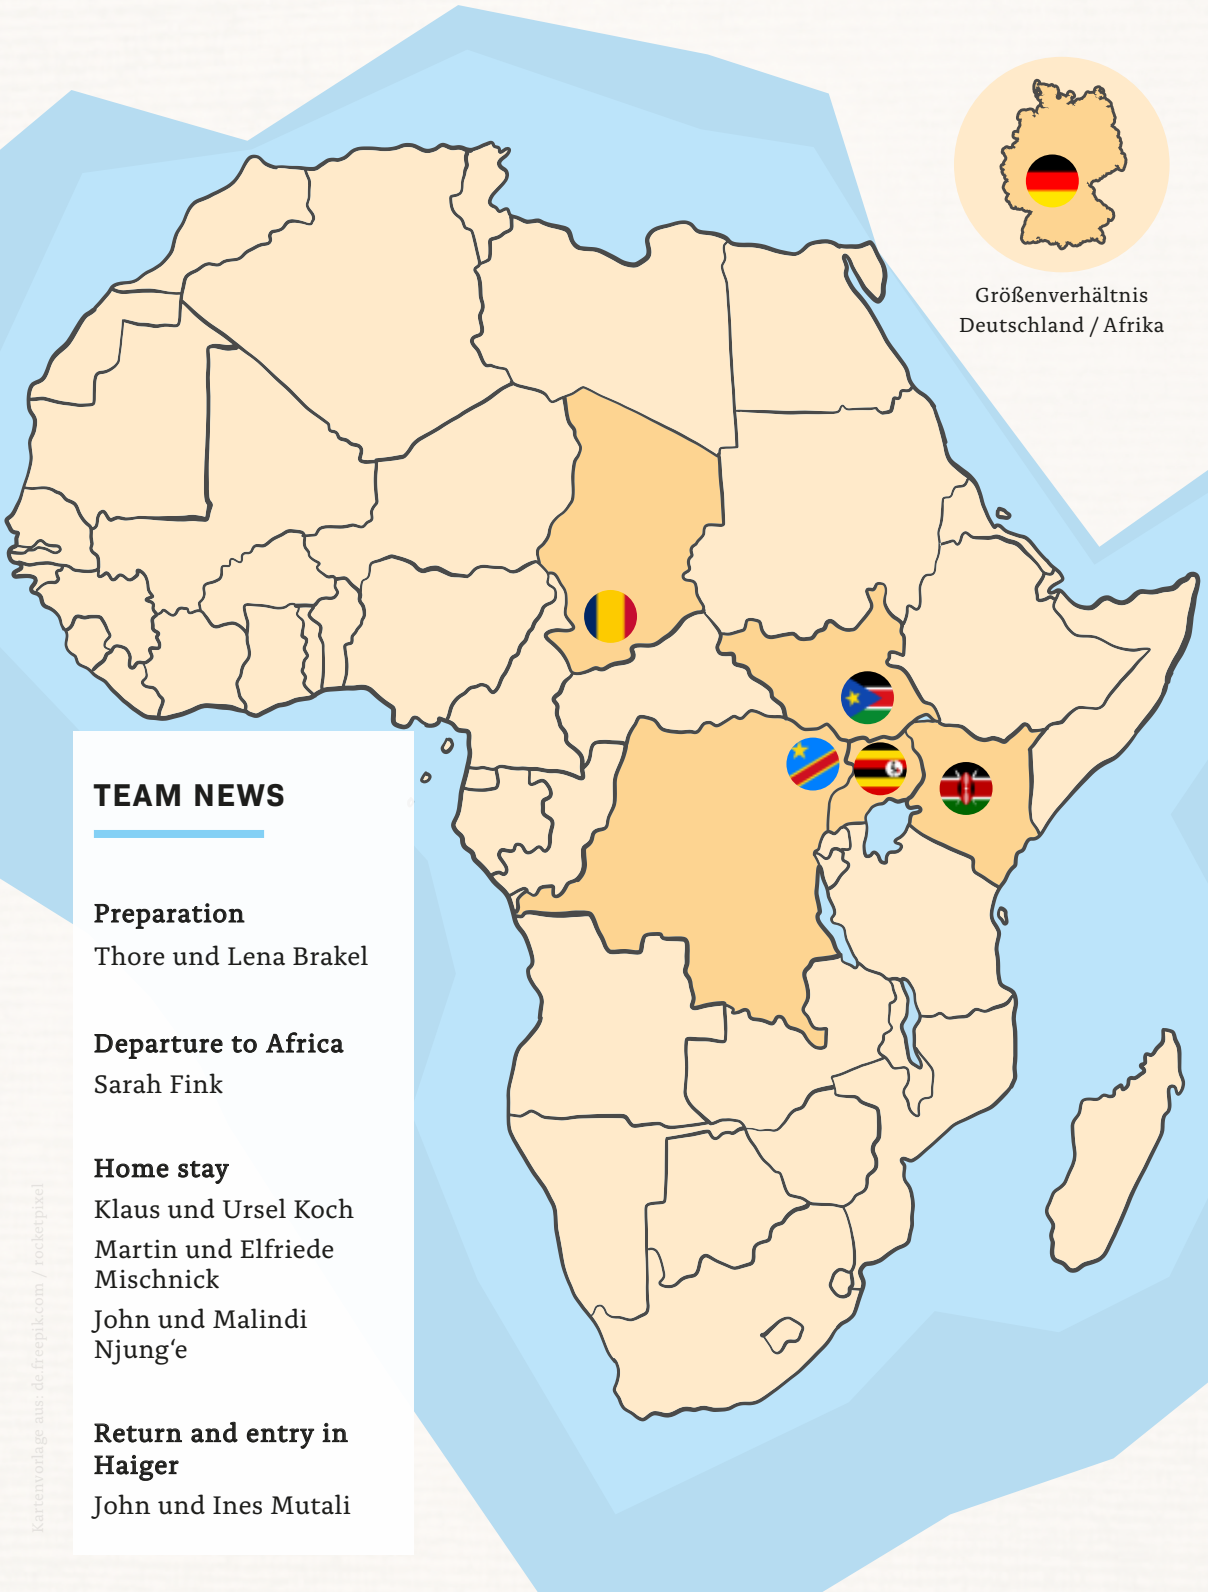 Größenverhältnis
Deutschland / Afrika
TEAM NEWS
Preparation
Thore und Lena Brakel
Departure to Africa
Sarah Fink
Home stay
Klaus und Ursel Koch
Martin und Elfriede
Mischnick
John und Malindi
Njung‘e
Return and entry in
Haiger
John und Ines Mutali
Kartenvorlage aus: de.freepik.com / rocketpixel